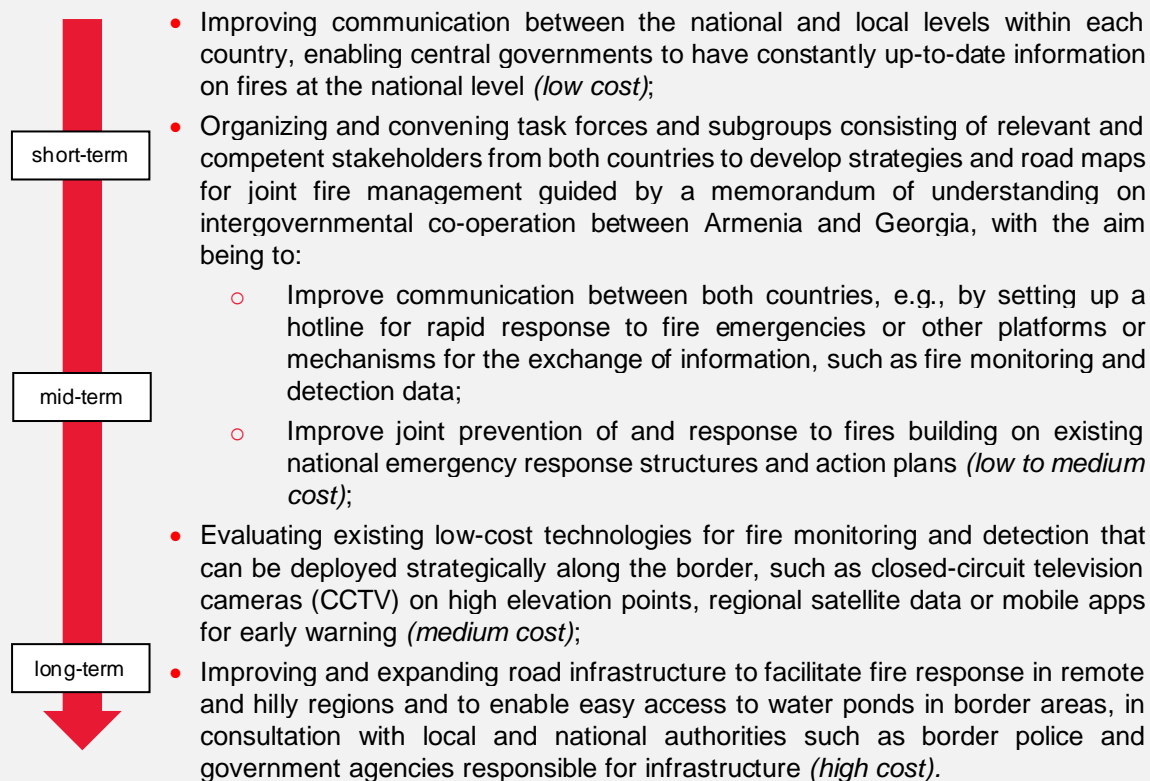 • Improving communication between the national and local levels within each
country, enabling central governments to have constantly up-to-date information
on fires at the national level (low cost);
short-term
• Organizing and convening task forces and subgroups consisting of relevant and
competent stakeholders from both countries to develop strategies and road maps
for joint fire management guided by a memorandum of understanding on
intergovernmental co-operation between Armenia and Georgia, with the aim
being to:
o Improve communication between both countries, e.g., by setting up a
hotline for rapid response to fire emergencies or other platforms or
mechanisms for the exchange of information, such as fire monitoring and
detection data;
mid-term
o Improve joint prevention of and response to fires building on existing
national emergency response structures and action plans (low to medium
cost);
• Evaluating existing low-cost technologies for fire monitoring and detection that
can be deployed strategically along the border, such as closed-circuit television
cameras (CCTV) on high elevation points, regional satellite data or mobile apps
for early warning (medium cost);
long-term
• Improving and expanding road infrastructure to facilitate fire response in remote
and hilly regions and to enable easy access to water ponds in border areas, in
consultation with local and national authorities such as border police and
government agencies responsible for infrastructure (high cost).